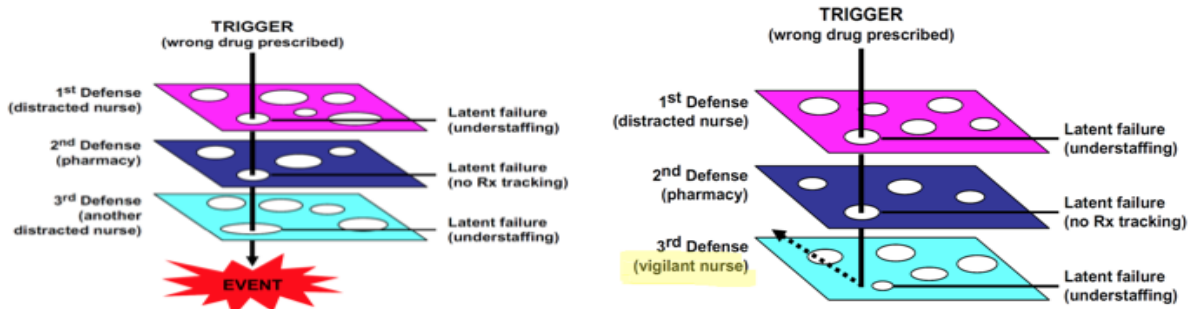 TRIGGER
(wrong drug prescribed)
1st Defense
(distracted nurse)
Latent failure
(understaffing)
2nd Defense
(pharmacy)
Latent failure
(no Rx tracking)
3rd Defense
(another
distracted nurse)
Latent failure
(understaffing)
EVENT
TRIGGER
(wrong drug prescribed)
1st Defense
(distracted nurse)
Latent failure
(understaffing)
2nd Defense
(pharmacy)
Latent failure
(no Rx tracking)
3rd Defense
(vigilant nurse)
Latent failure
(understaffing)